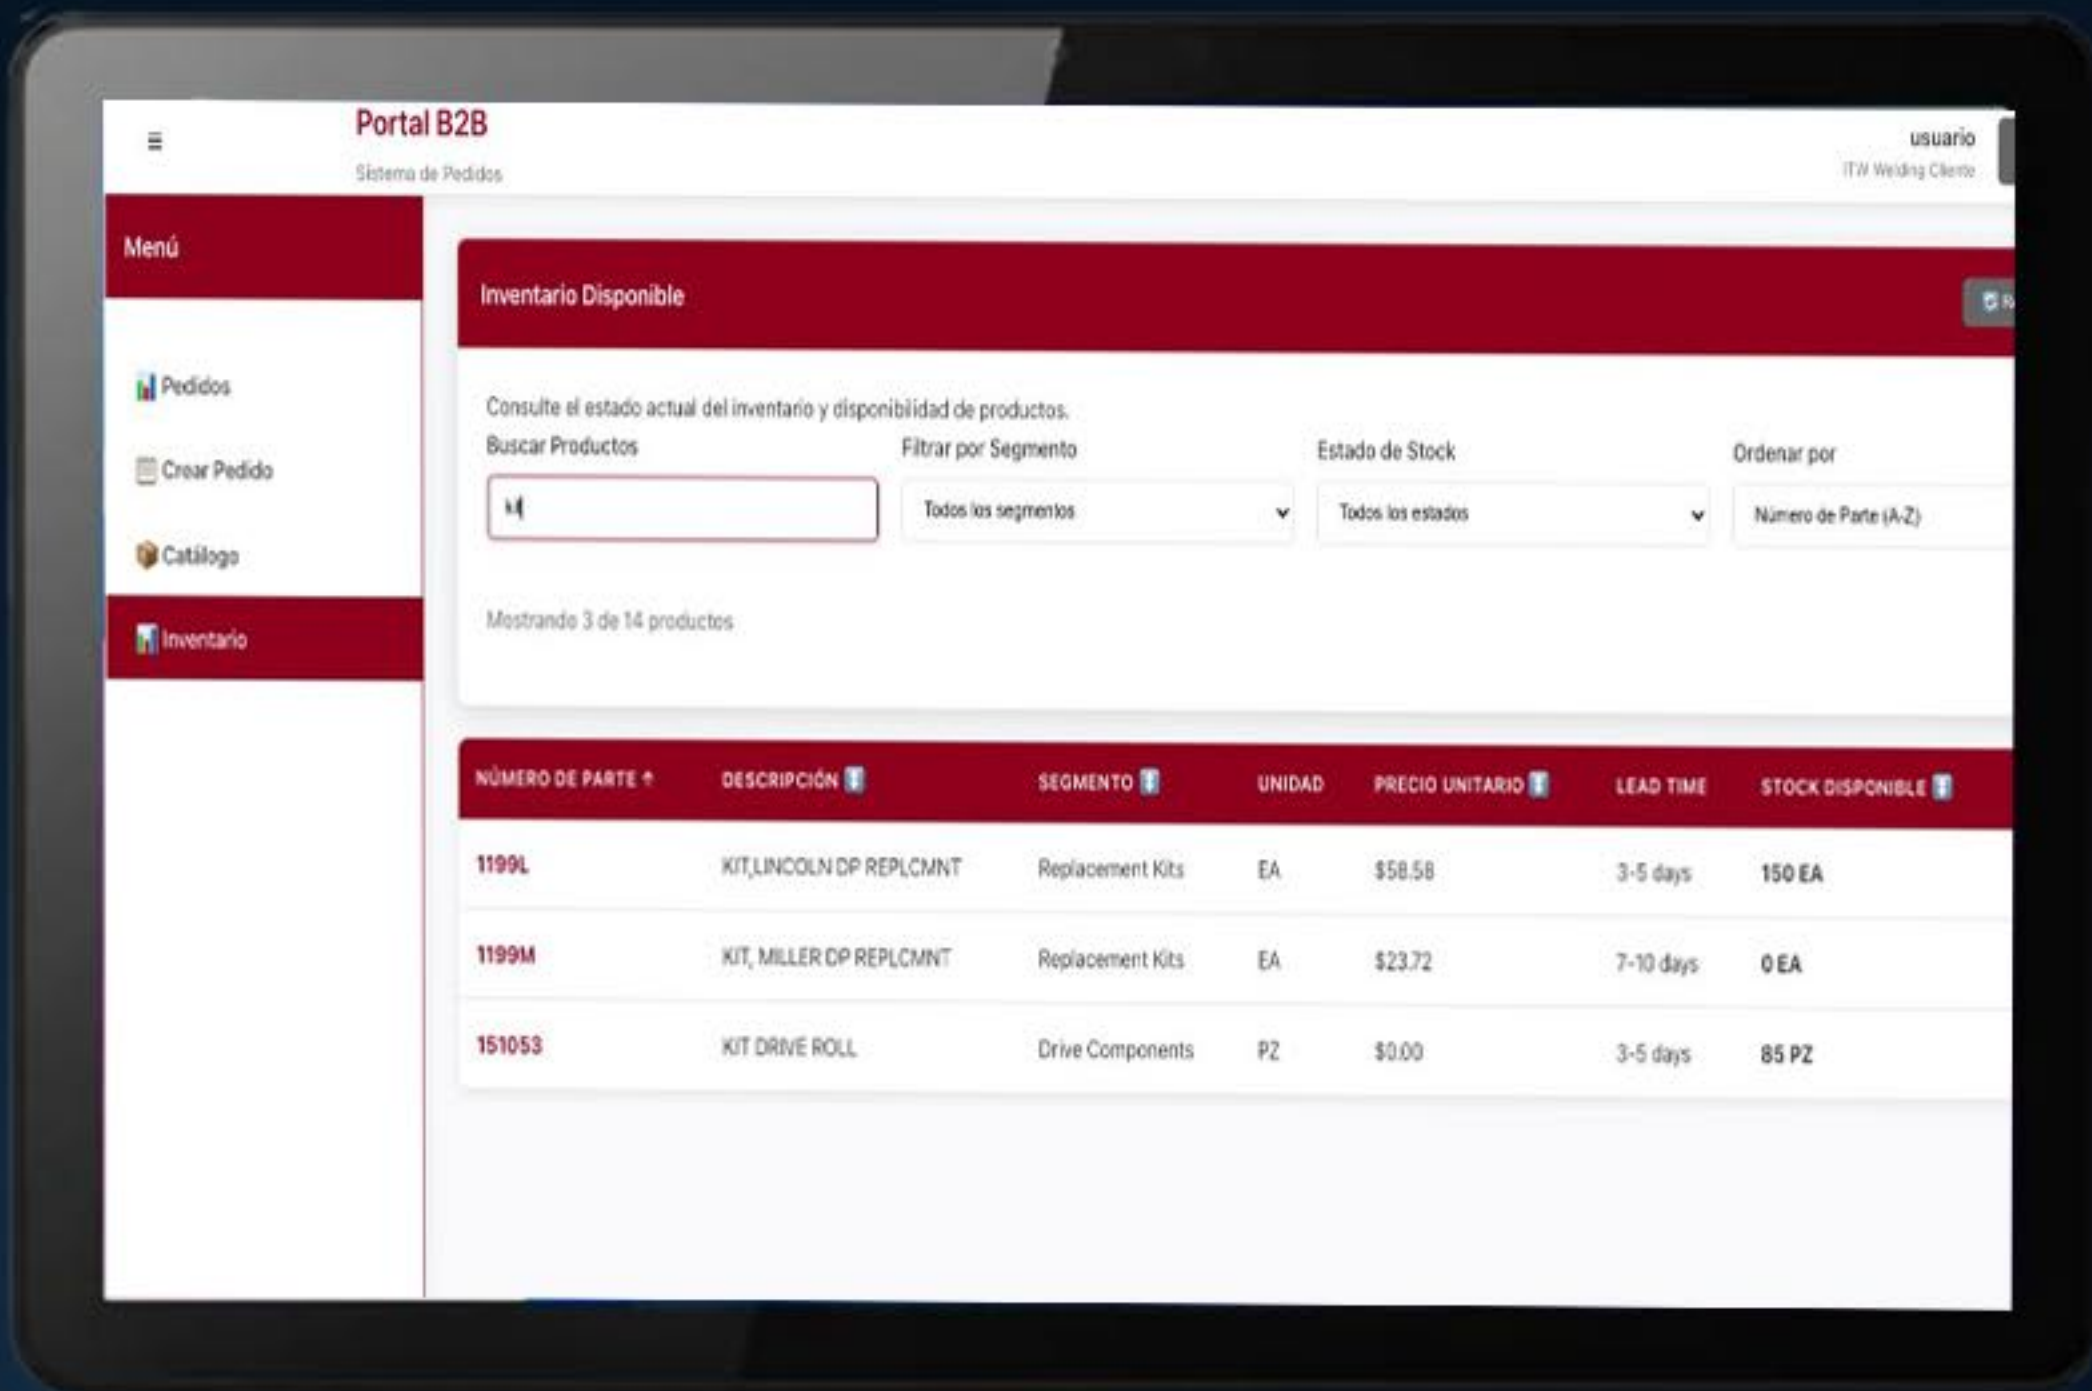 Portal B2B
Sistema de Pedidos
usuario
ITW Welding Cliente
Menú
Pedidos
Crear Pedido
Catálogo
Inventario
Inventario Disponible
Consulte el estado actual del inventario y disponibilidad de productos.
Buscar Productos
Filtrar por Segmento
Estado de Stock
Ordenar por
kit
Todos los segmentos
Todos los estados
Número de Parte (A-Z)
Mostrando 3 de 14 productos
NÚMERO DE PARTE DESCRIPCIÓN SEGMENTO UNIDAD PRECIO UNITARIO LEAD TIME STOCK DISPONIBLE
1199L KIT,LINCOLN DP REPLCMNT Replacement Kits EA $58.58 3-5 days 150 EA
1199M KIT, MILLER DP REPLCMNT Replacement Kits EA $23.72 7-10 days 0 EA
151053 KIT DRIVE ROLL Drive Components PZ $0.00 3-5 days 85 PZ